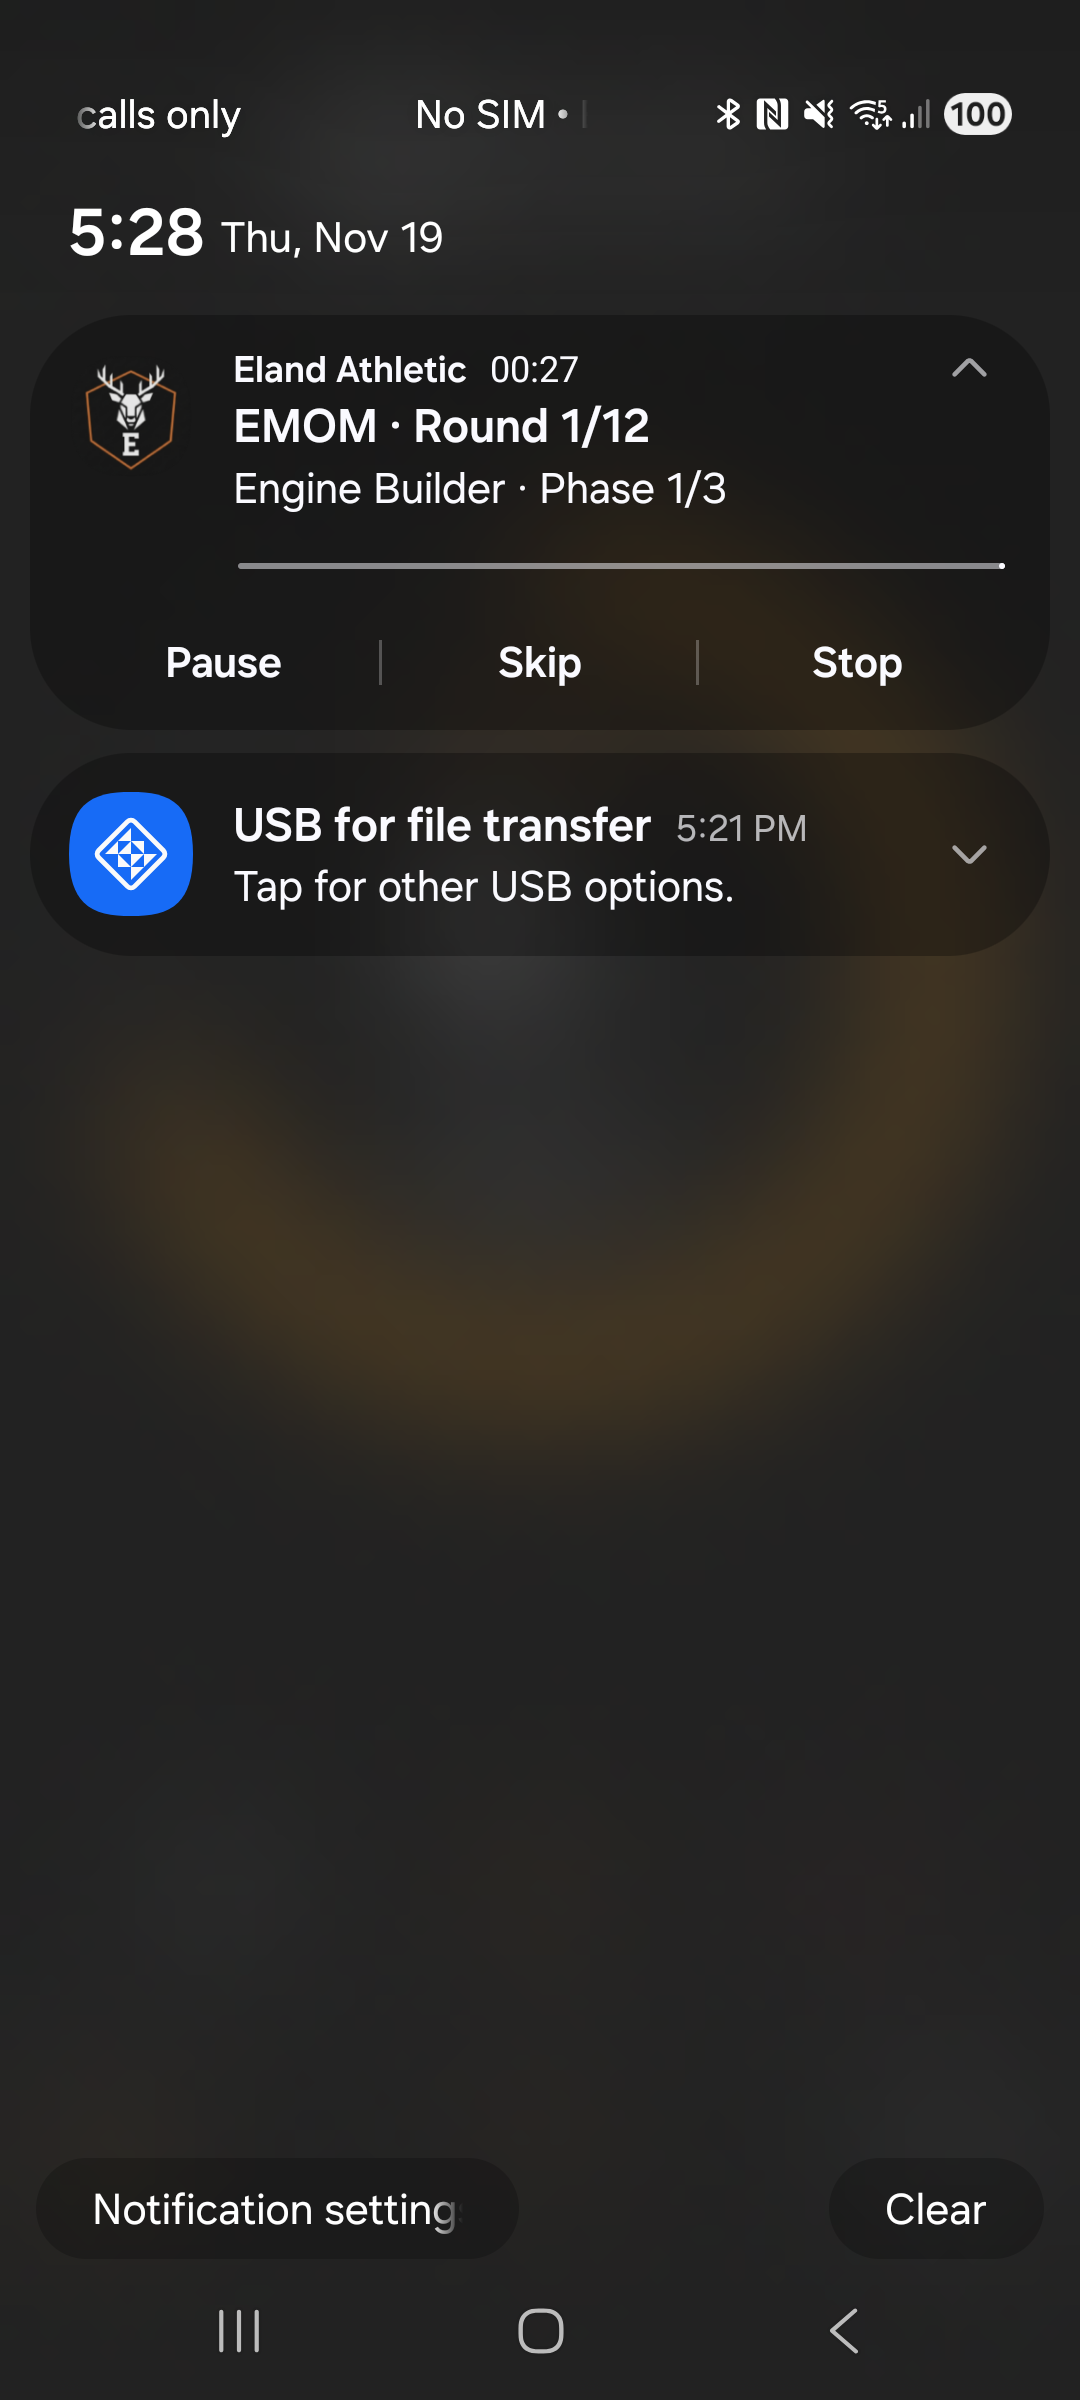 calls only No SIM •
100
5:28 Thu, Nov 19
Eland Athletic 00:27
EMOM · Round 1/12
E
Engine Builder · Phase 1/3
Pause Skip Stop
USB for file transfer 5:21 PM
Tap for other USB options.
Notification setting
Clear